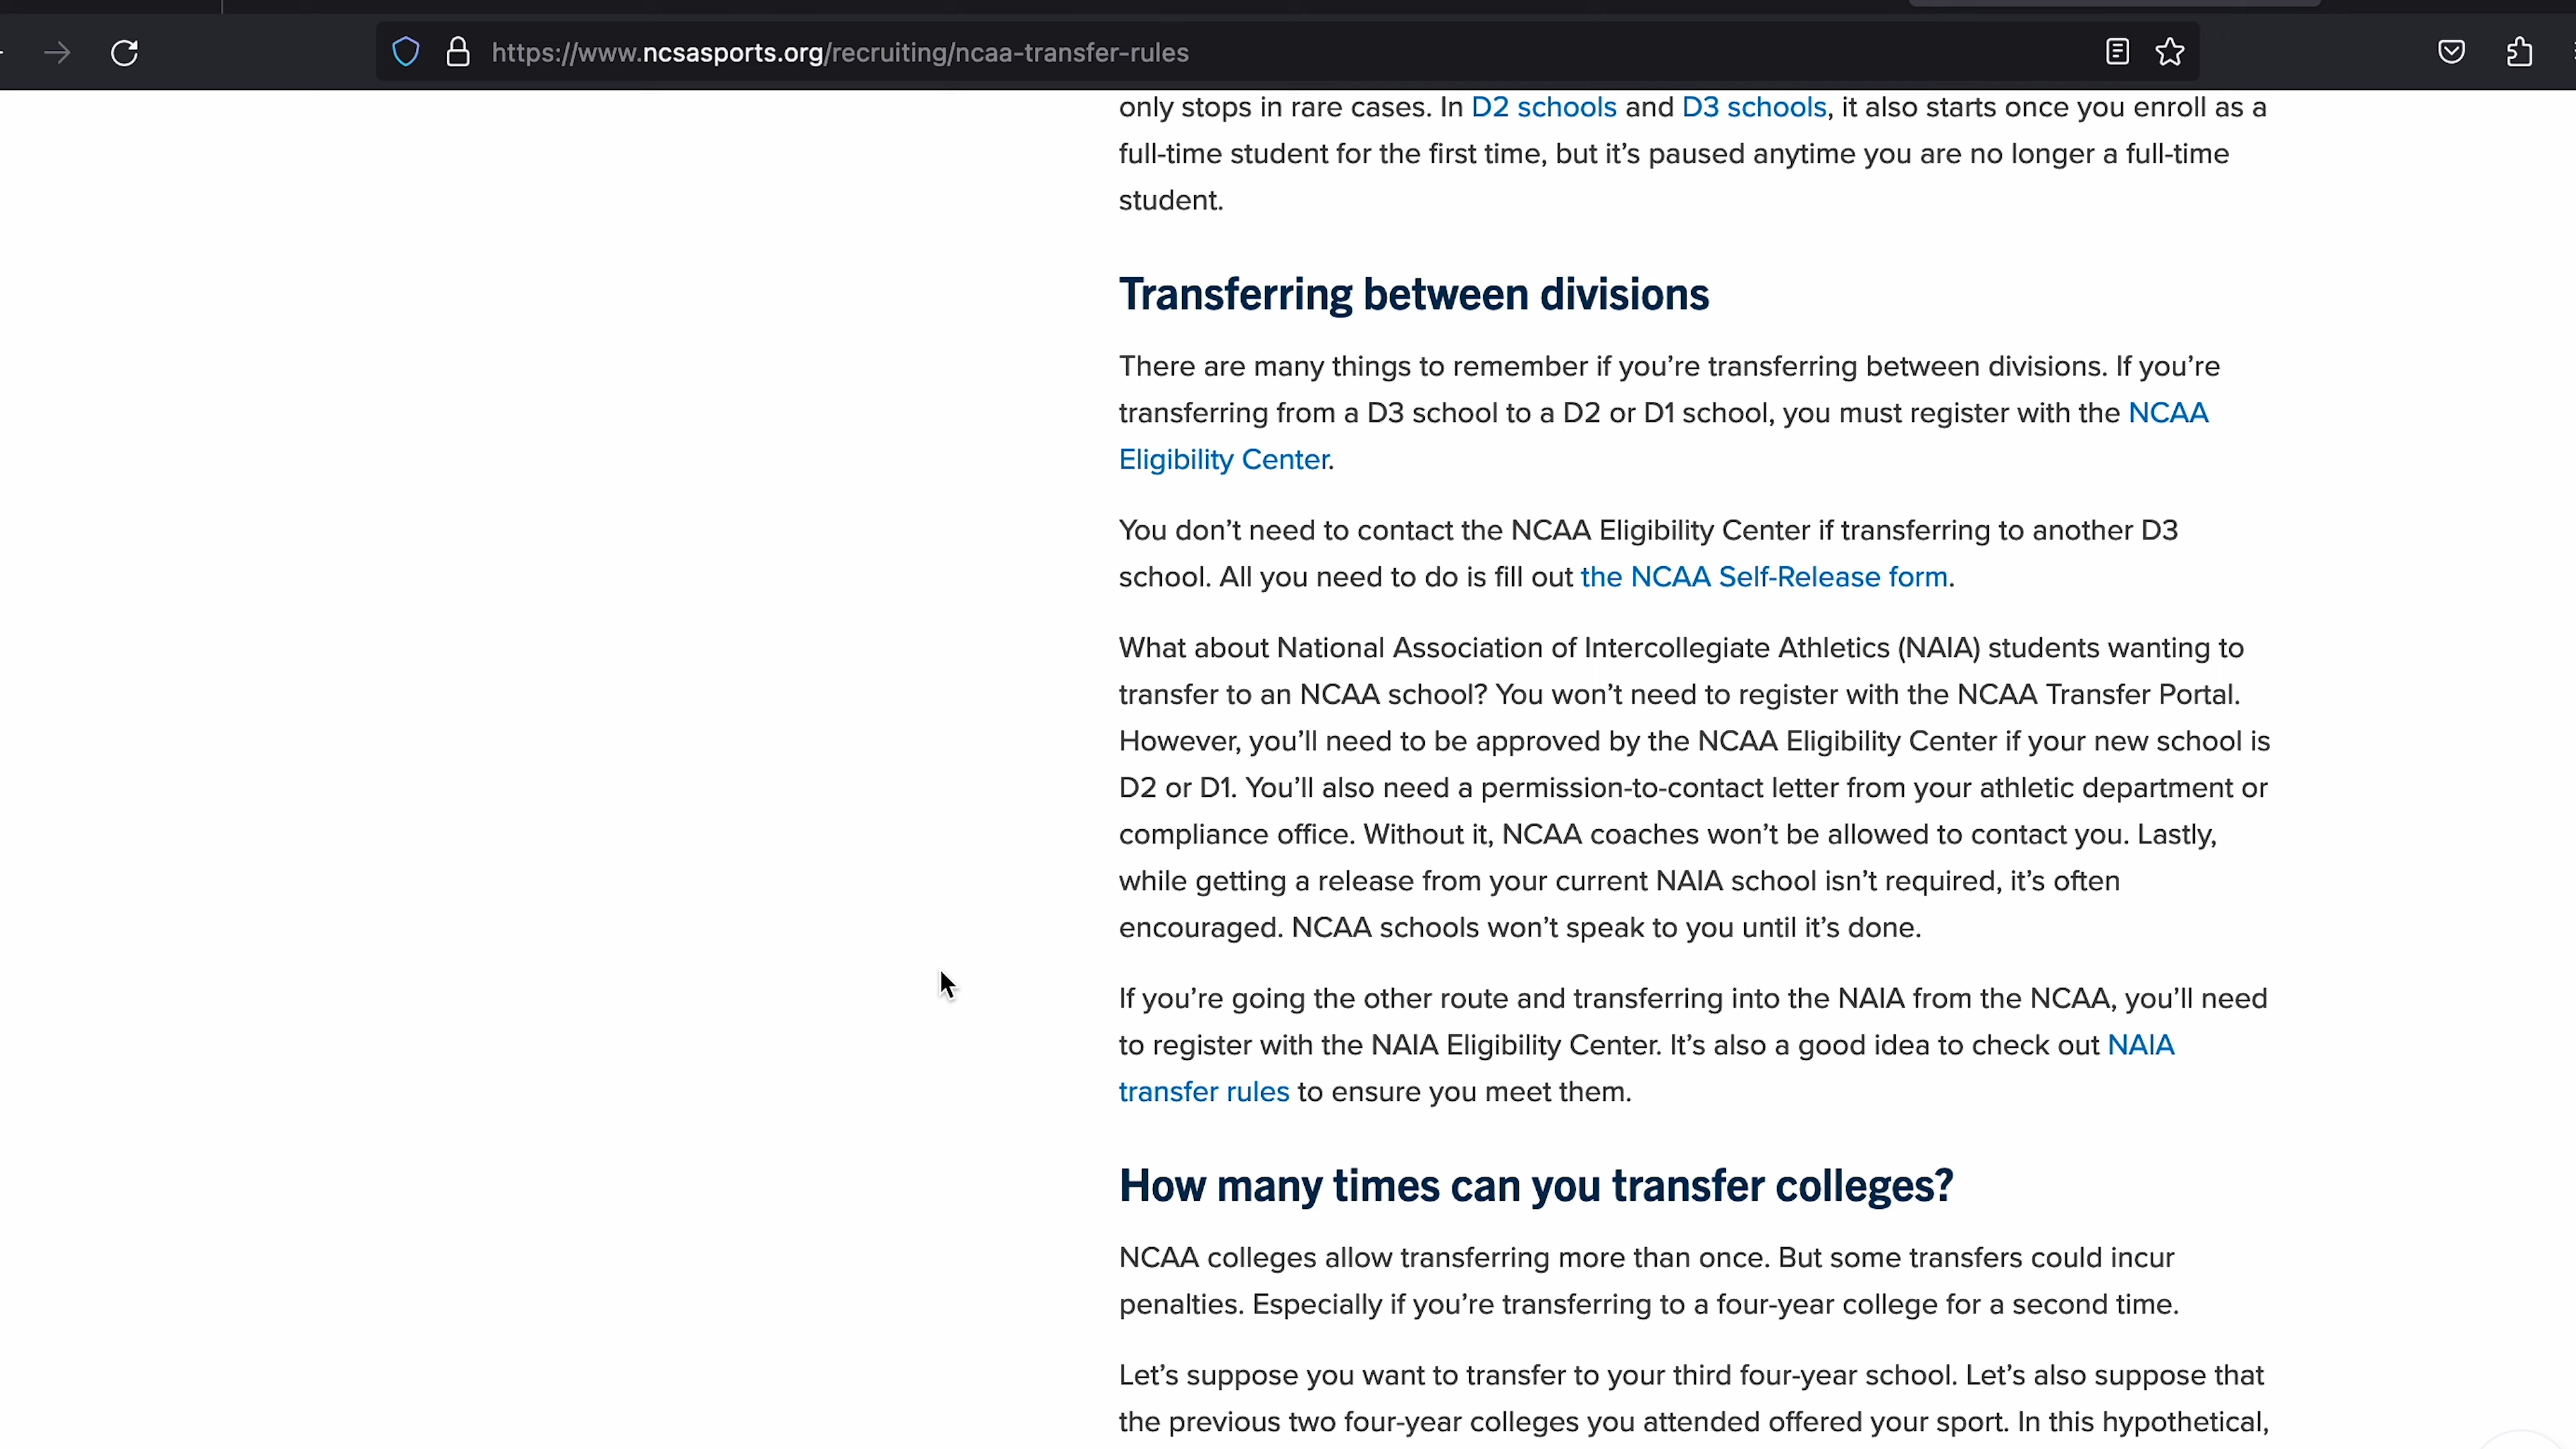 https://www.ncsasports.org/recruiting/ncaa-transfer-rules
only stops in rare cases. In D2 schools and D3 schools, it also starts once you enroll as a
full-time student for the first time, but it’s paused anytime you are no longer a full-time
student.
Transferring between divisions
There are many things to remember if you’re transferring between divisions. If you’re
transferring from a D3 school to a D2 or D1 school, you must register with the NCAA
Eligibility Center.
You don’t need to contact the NCAA Eligibility Center if transferring to another D3
school. All you need to do is fill out the NCAA Self-Release form.
What about National Association of Intercollegiate Athletics (NAIA) students wanting to
transfer to an NCAA school? You won’t need to register with the NCAA Transfer Portal.
However, you’ll need to be approved by the NCAA Eligibility Center if your new school is
D2 or D1. You’ll also need a permission-to-contact letter from your athletic department or
compliance office. Without it, NCAA coaches won’t be allowed to contact you. Lastly,
while getting a release from your current NAIA school isn’t required, it’s often
encouraged. NCAA schools won’t speak to you until it’s done.
If you’re going the other route and transferring into the NAIA from the NCAA, you’ll need
to register with the NAIA Eligibility Center. It’s also a good idea to check out NAIA
transfer rules to ensure you meet them.
How many times can you transfer colleges?
NCAA colleges allow transferring more than once. But some transfers could incur
penalties. Especially if you’re transferring to a four-year college for a second time.
Let’s suppose you want to transfer to your third four-year school. Let’s also suppose that
the previous two four-year colleges you attended offered your sport. In this hypothetical,